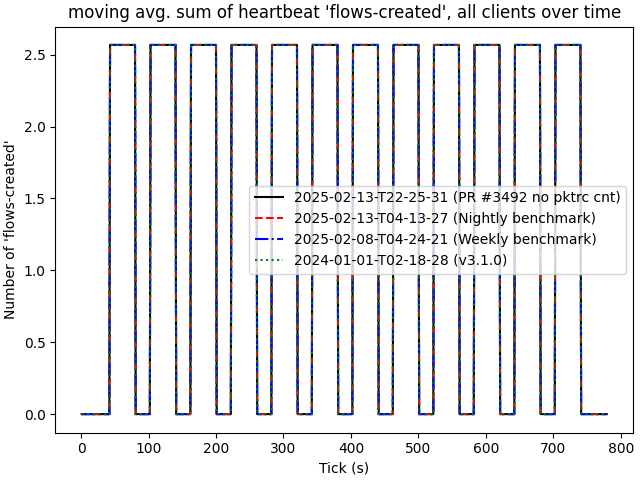 moving avg. sum of heartbeat 'flows-created', all clients over time
Number of 'flows-created'
2.5
2.0
1.5
1.0
0.5
0.0
2025-02-13-T22-25-31 (PR #3492 no pktrc cnt)
2025-02-13-T04-13-27 (Nightly benchmark)
2025-02-08-T04-24-21 (Weekly benchmark)
2024-01-01-T02-18-28 (v3.1.0)
0 100 200 300 400 500 600 700 800
Tick (s)